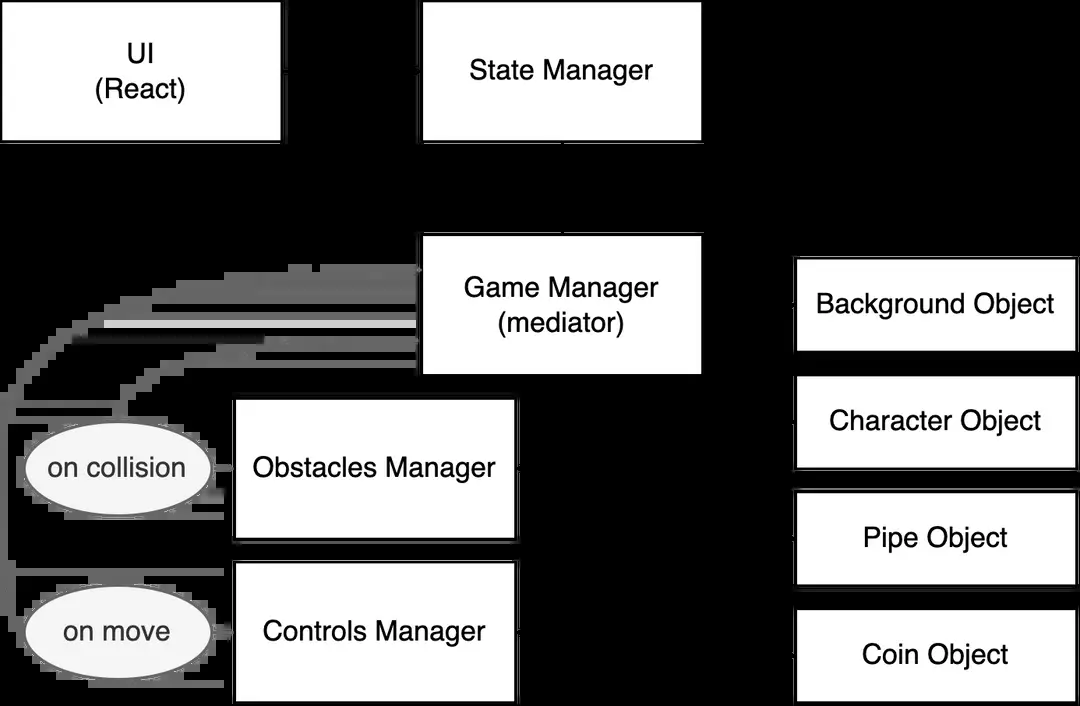 UI
(React)
State Manager
Game Manager
(mediator)
Background Object
Character Object
on collision
Obstacles Manager
Pipe Object
on move
Controls Manager
Coin Object